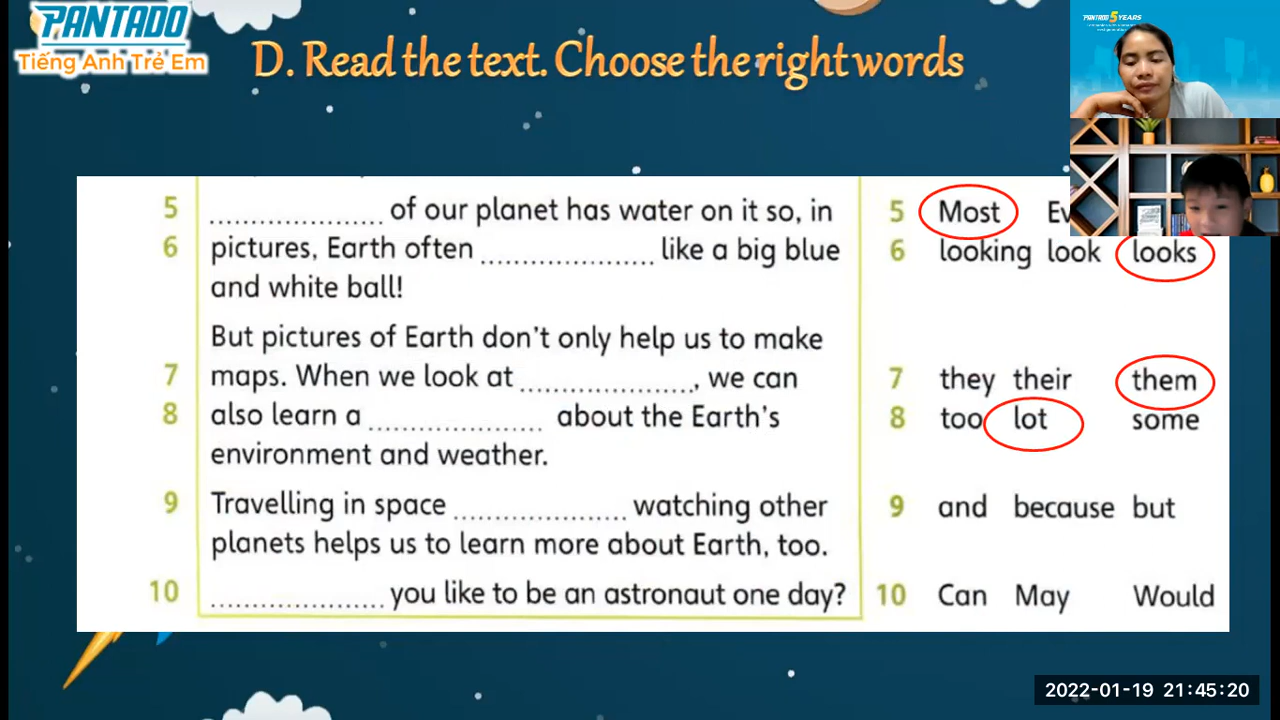 PANTADO
Tiếng Anh Trẻ Em
D. Read the text. Choose the right words
PANTADO 5 YEARS
5 .................... of our planet has water on it so, in
6 pictures, Earth often .................... like a big blue
and white ball!
But pictures of Earth don't only help us to make
7 maps. When we look at ...................., we can
8 also learn a .................... about the Earth's
environment and weather.
9 Travelling in space .................... watching other
planets helps us to learn more about Earth, too.
10 .................... you like to be an astronaut one day?
5 Most
6 looking look looks
7 they their them
8 too lot some
9 and because but
10 Can May Would
2022-01-19 21:45:20